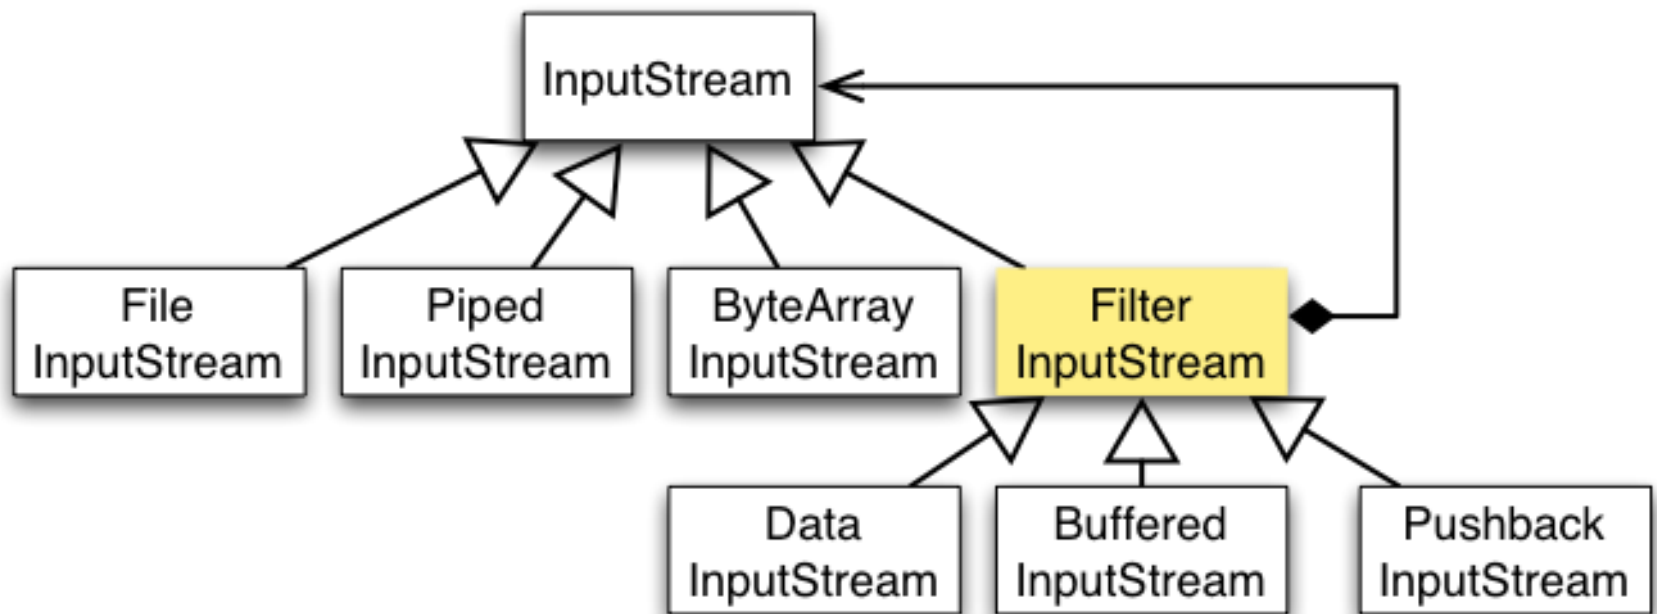 InputStream
File
InputStream
Piped
InputStream
ByteArray
InputStream
Filter
InputStream
Data
InputStream
Buffered
InputStream
Pushback
InputStream